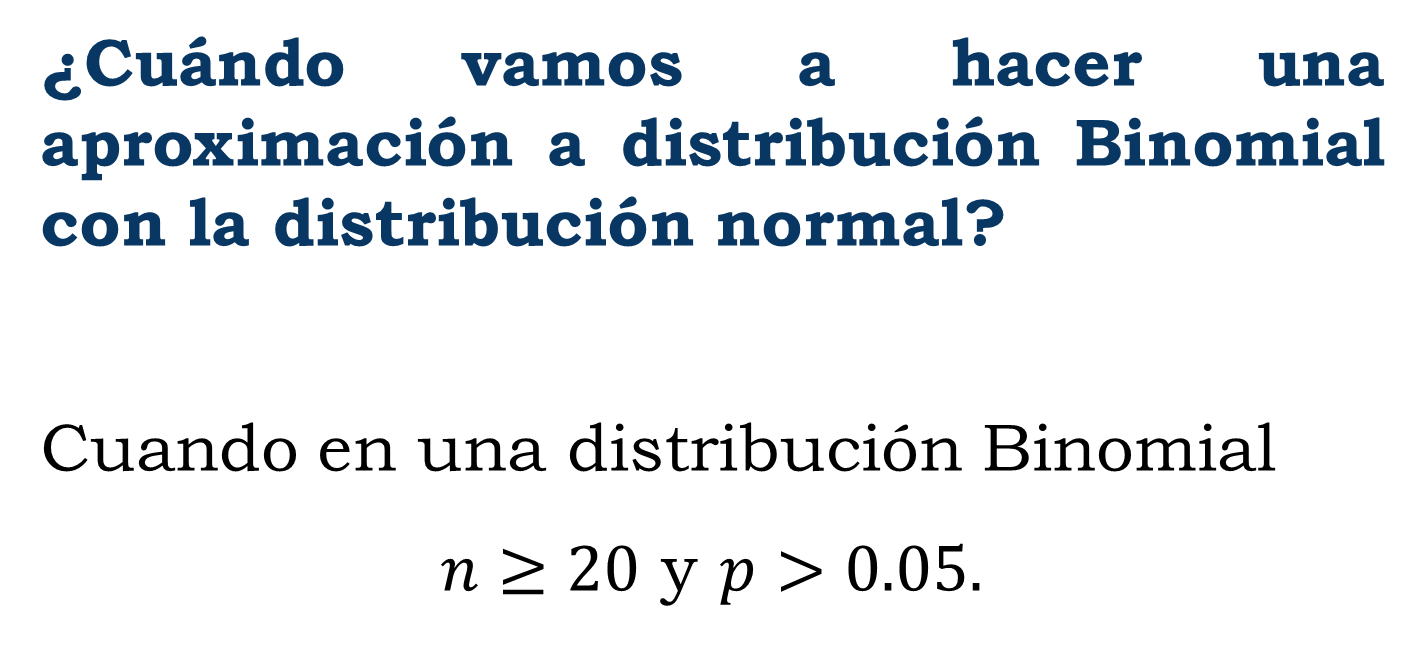 ¿Cuándo vamos a hacer una
aproximación a distribución Binomial
con la distribución normal?
Cuando en una distribución Binomial
n ≥ 20 y p > 0.05.